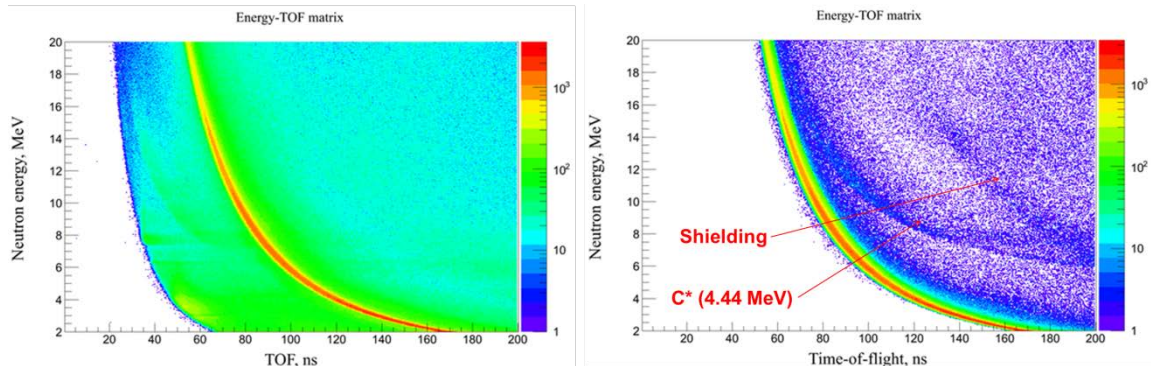 Energy-TOF matrix
20
18
16
14
12
10
8
6
4
2
Neutron energy, MeV
20 40 60 80 100 120 140 160 180 200
TOF, ns
10³
10²
10
1
Energy-TOF matrix
20
18
16
14
12
10
8
6
4
2
Neutron energy, MeV
Shielding
C* (4.44 MeV)
20 40 60 80 100 120 140 160 180 200
Time-of-flight, ns
10³
10²
10
1